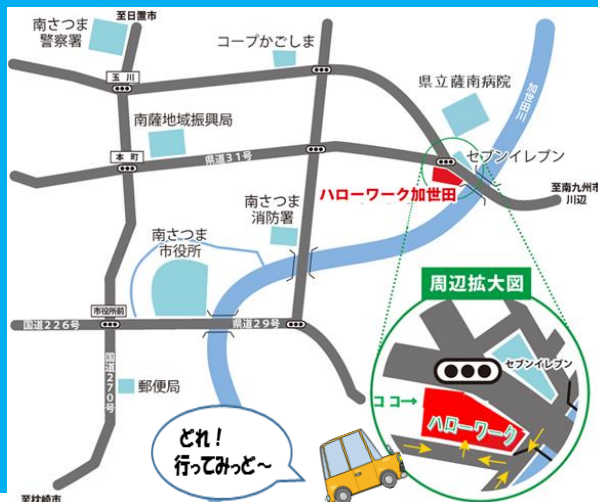 至日置市
南さつま
警察署
コープかごしま
玉川
県立薩南病院
加世田川
南薩地域振興局
本町
県道31号
セブンイレブン
ハローワーク加世田
至南九州市
川辺
南さつま
消防署
南さつま
市役所
周辺拡大図
市役所前
国道226号
県道29号
セブンイレブン
国道270号
郵便局
ココ→
ハローワーク
どれ!
行ってみっと~
至枕崎市